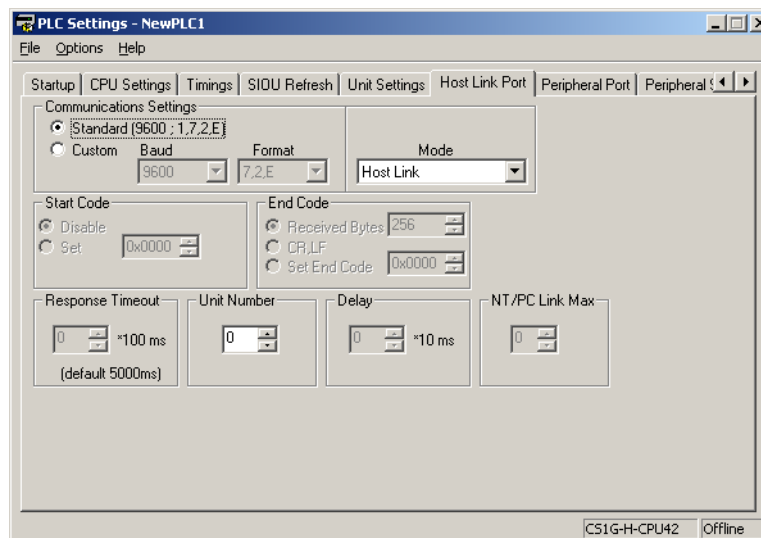 PLC Settings - NewPLC1
File Options Help
Startup CPU Settings Timings SIOU Refresh Unit Settings Host Link Port Peripheral Port Peripheral
Communications Settings
Standard (9600 ; 1,7,2,E)
Custom Baud Format Mode
9600 7,2,E Host Link
Start Code End Code
Disable Received Bytes 256
Set 0x0000 CR,LF
Set End Code 0x0000
Response Timeout Unit Number Delay NT/PC Link Max
0 *100 ms 0 0 *10 ms 0
(default 5000ms)
CS1G-H-CPU42 Offline